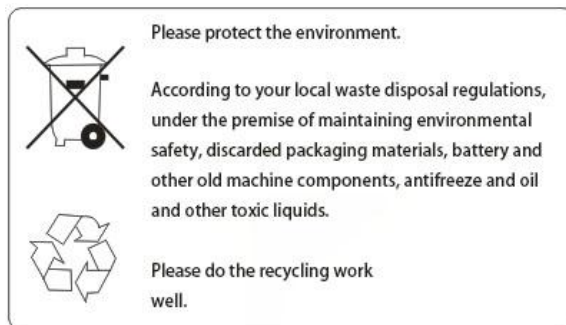 Please protect the environment.
According to your local waste disposal regulations,
under the premise of maintaining environmental
safety, discarded packaging materials, battery and
other old machine components, antifreeze and oil
and other toxic liquids.
Please do the recycling work
well.